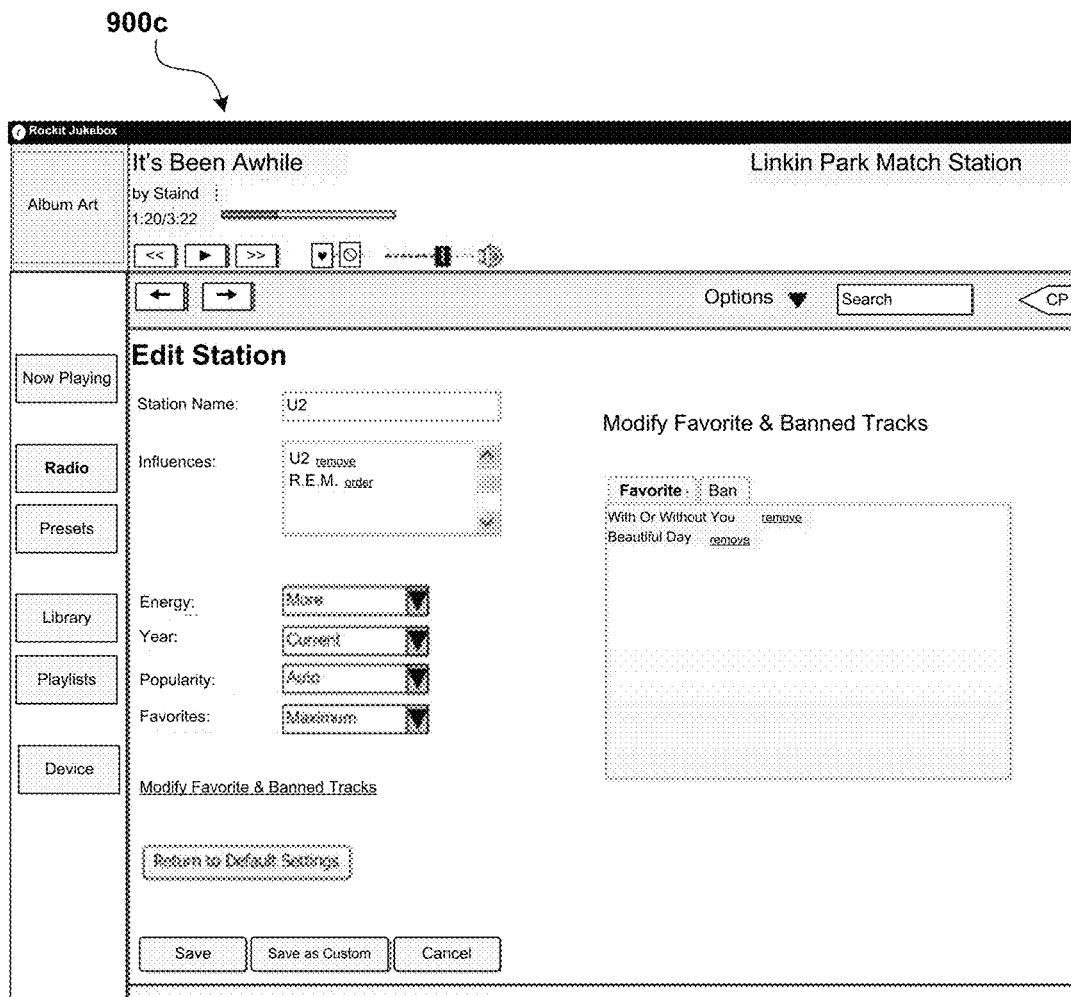 900c
Rockit Jukebox
It's Been Awhile
Linkin Park Match Station
Album Art
by Staind
1:20/3:22
<< ▶ >>
Options ▼ Search CP
Edit Station
Now Playing
Station Name: U2
Modify Favorite & Banned Tracks
Radio
Influences: U2 remove
R.E.M. order
Favorite Ban
With Or Without You remove
Beautiful Day remove
Presets
Energy: More
Library
Year: Current
Playlists
Popularity: Auto
Favorites: Maximum
Device
Modify Favorite & Banned Tracks
Return to Default Settings
Save Save as Custom Cancel